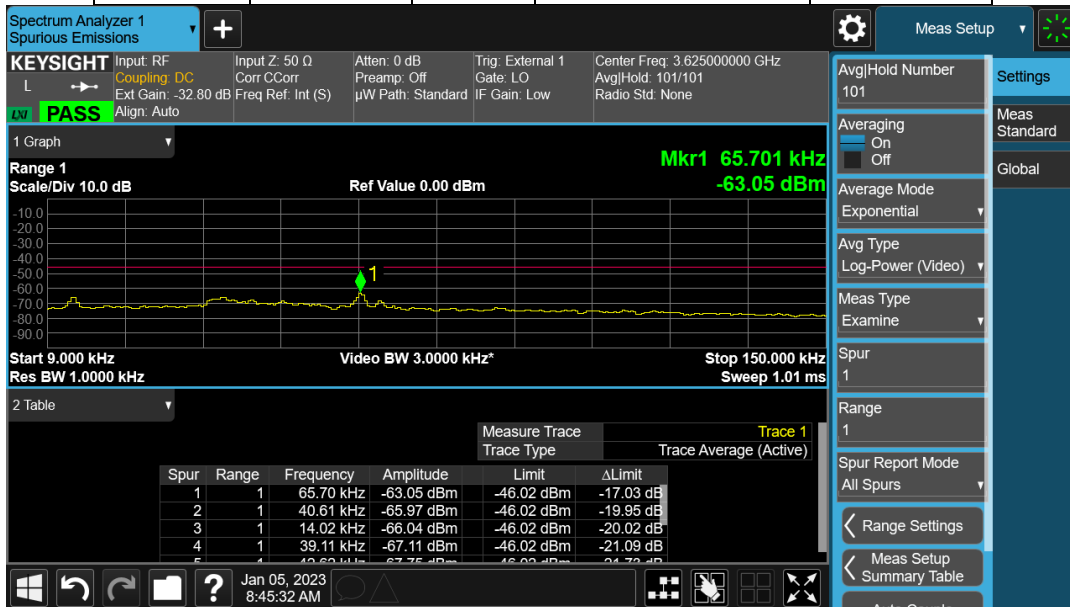 Spectrum Analyzer 1
Spurious Emissions
Meas Setup
KEYSIGHT
L
LXI
PASS
Input: RF
Coupling: DC
Ext Gain: -32.80 dB
Align: Auto
Input Z: 50 Ω
Corr CCorr
Freq Ref: Int (S)
Atten: 0 dB
Preamp: Off
µW Path: Standard
Trig: External 1
Gate: LO
IF Gain: Low
Center Freq: 3.625000000 GHz
Avg|Hold: 101/101
Radio Std: None
1 Graph
Range 1
Scale/Div 10.0 dB
Ref Value 0.00 dBm
Mkr1 65.701 kHz
-63.05 dBm
-10.0
-20.0
-30.0
-40.0
-50.0
-60.0
-70.0
-80.0
-90.0
1
Start 9.000 kHz
Video BW 3.0000 kHz*
Stop 150.000 kHz
Res BW 1.0000 kHz
Sweep 1.01 ms
2 Table
Measure Trace Trace 1
Trace Type Trace Average (Active)
Spur Range Frequency Amplitude Limit ΔLimit
1 1 65.70 kHz -63.05 dBm -46.02 dBm -17.03 dB
2 1 40.61 kHz -65.97 dBm -46.02 dBm -19.95 dB
3 1 14.02 kHz -66.04 dBm -46.02 dBm -20.02 dB
4 1 39.11 kHz -67.11 dBm -46.02 dBm -21.09 dB
Jan 05, 2023
8:45:32 AM
Avg|Hold Number
101
Averaging
On
Off
Average Mode
Exponential
Avg Type
Log-Power (Video)
Meas Type
Examine
Spur
1
Range
1
Spur Report Mode
All Spurs
Range Settings
Meas Setup
Summary Table
Settings
Meas
Standard
Global